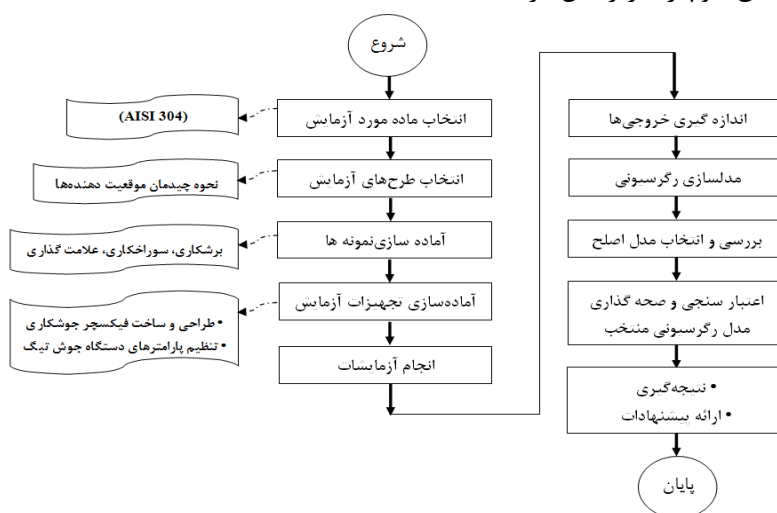 شروع
انتخاب ماده مورد آزمایش
(AISI 304)
انتخاب طرح‌های آزمایش
نحوه چیدمان موقعیت دهنده‌ها
آماده سازی نمونه ها
برشکاری، سوراخکاری، علامت گذاری
آماده‌سازی تجهیزات آزمایش
• طراحی و ساخت فیکسچر جوشکاری
• تنظیم پارامترهای دستگاه جوش تیگ
انجام آزمایشات
اندازه گیری خروجی‌ها
مدلسازی رگرسیونی
بررسی و انتخاب مدل اصلح
اعتبار سنجی و صحه گذاری
مدل رگرسیونی منتخب
• نتیجه‌گیری
• ارائه پیشنهادات
پایان